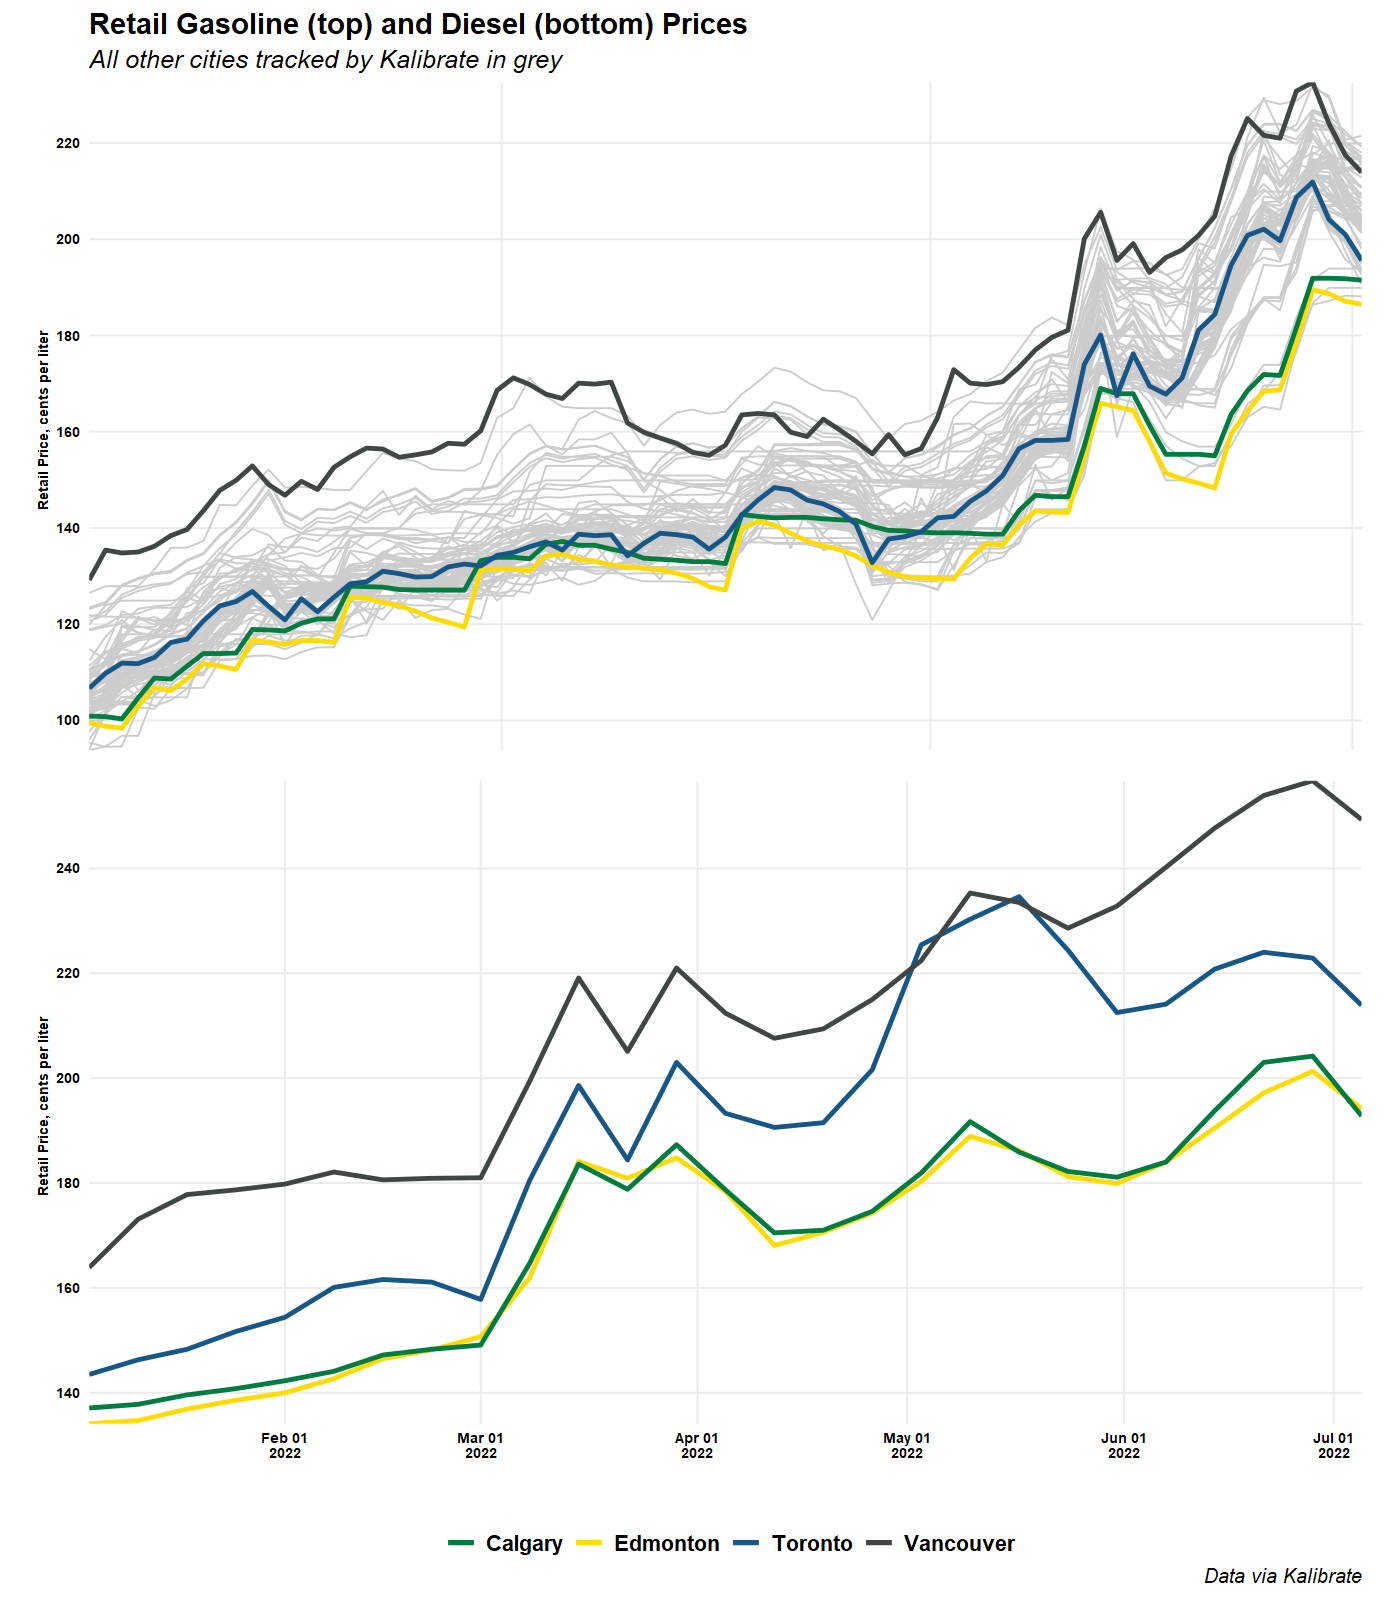 Retail Gasoline (top) and Diesel (bottom) Prices
All other cities tracked by Kalibrate in grey
Retail Price, cents per liter
220
200
180
160
140
120
100
Retail Price, cents per liter
240
220
200
180
160
140
Feb 01
2022
Mar 01
2022
Apr 01
2022
May 01
2022
Jun 01
2022
Jul 01
2022
Calgary Edmonton Toronto Vancouver
Data via Kalibrate